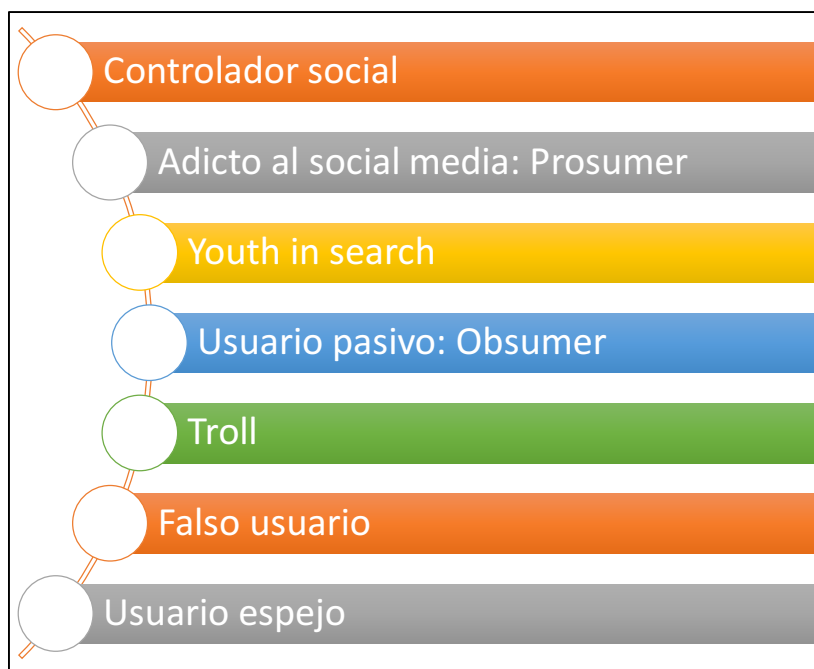 Controlador social
Adicto al social media: Prosumer
Youth in search
Usuario pasivo: Obsumer
Troll
Falso usuario
Usuario espejo